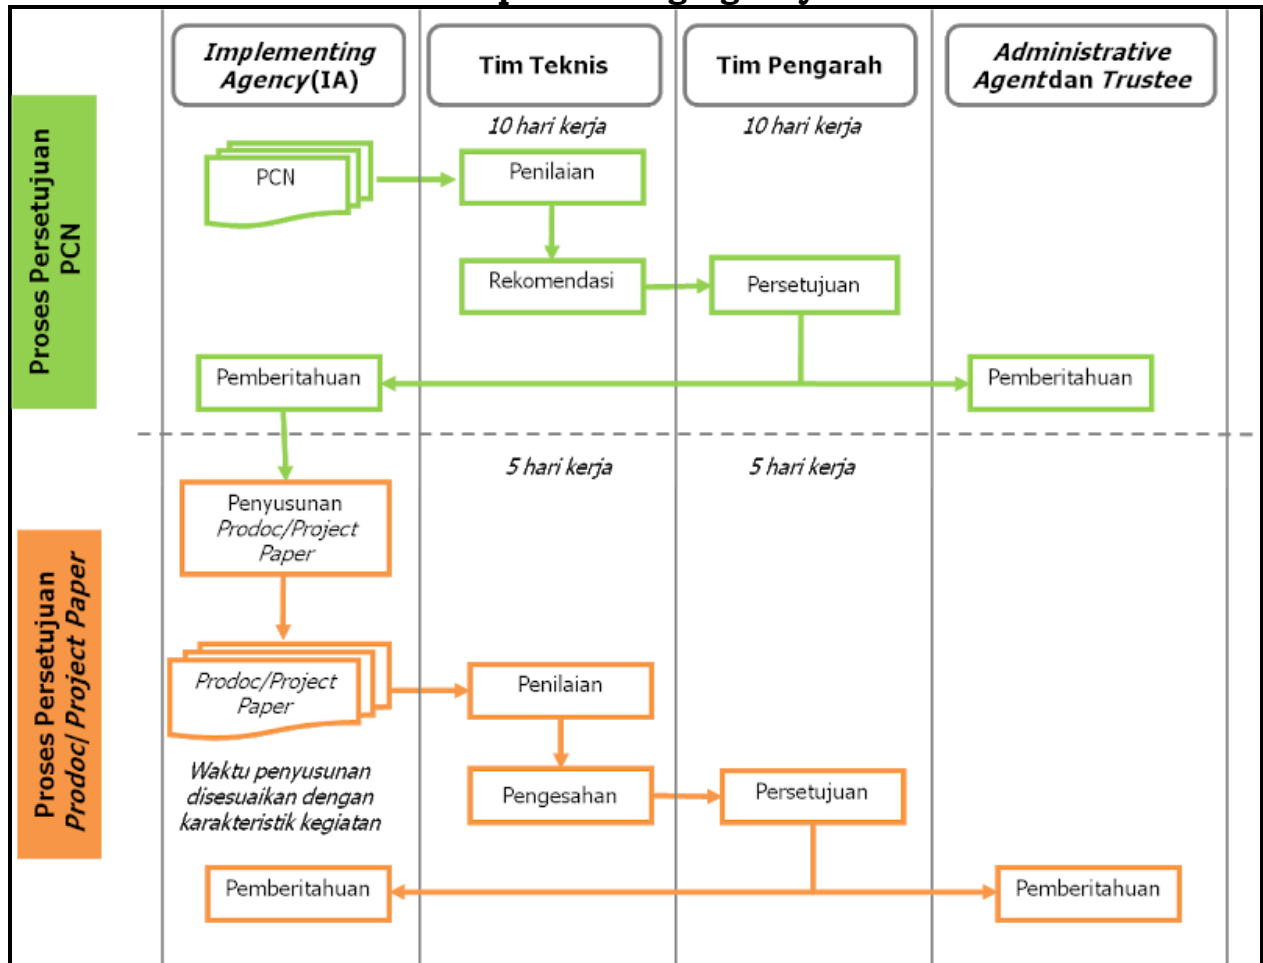 Implementing
Agency(IA)
Tim Teknis
Tim Pengarah
Administrative
Agentdan Trustee
Proses Persetujuan
PCN
10 hari kerja
10 hari kerja
PCN
Penilaian
Rekomendasi
Persetujuan
Pemberitahuan
Pemberitahuan
5 hari kerja
5 hari kerja
Proses Persetujuan
Prodoc/ Project Paper
Penyusunan
Prodoc/Project
Paper
Prodoc/Project
Paper
Penilaian
Waktu penyusunan
disesuaikan dengan
karakteristik kegiatan
Pengesahan
Persetujuan
Pemberitahuan
Pemberitahuan